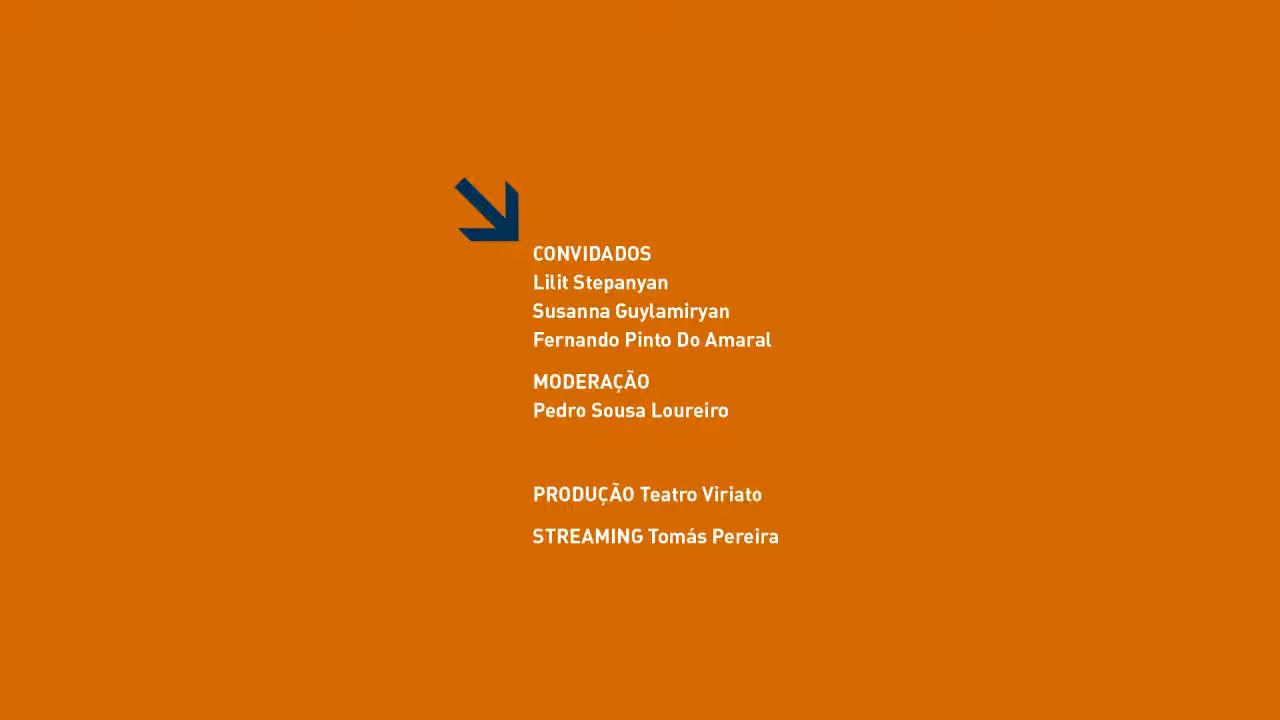 CONVIDADOS
Lilit Stepanyan
Susanna Guylamiryan
Fernando Pinto Do Amaral
MODERAÇÃO
Pedro Sousa Loureiro
PRODUÇÃO Teatro Viriato
STREAMING Tomás Pereira